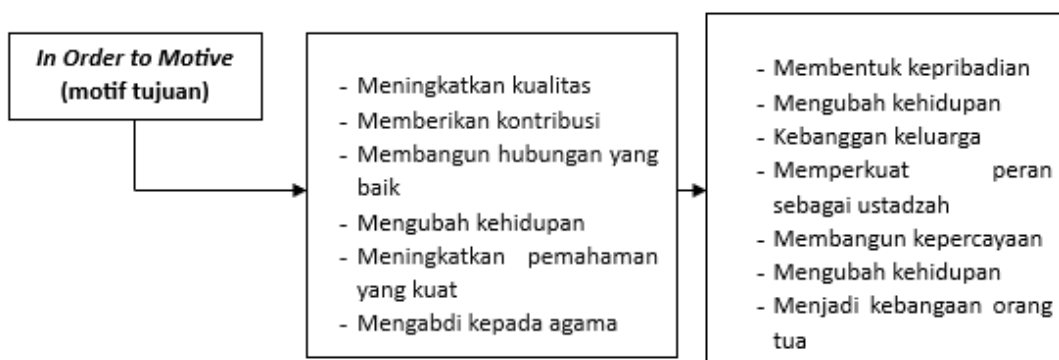 In Order to Motive
(motif tujuan)
- Meningkatkan kualitas
- Memberikan kontribusi
- Membangun hubungan yang
baik
- Mengubah kehidupan
- Meningkatkan pemahaman
yang kuat
- Mengabdi kepada agama
- Membentuk kepribadian
- Mengubah kehidupan
- Kebanggan keluarga
- Memperkuat peran
sebagai ustadzah
- Membangun kepercayaan
- Mengubah kehidupan
- Menjadi kebangaan orang
tua